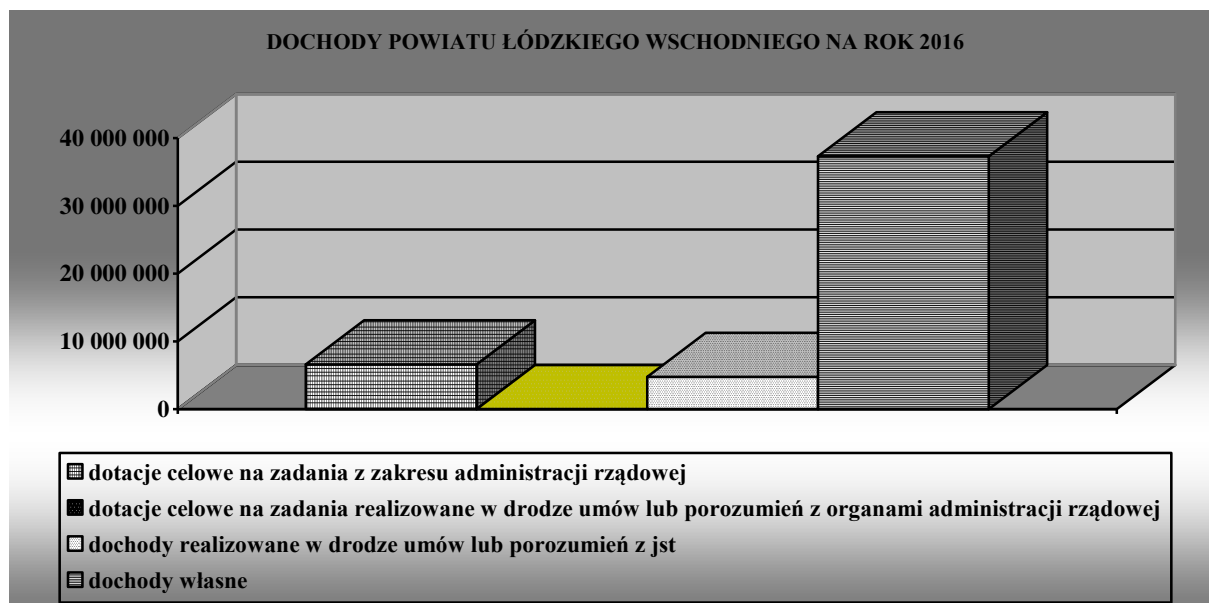 DOCHODY POWIATU ŁÓDZKIEGO WSCHODNIEGO NA ROK 2016
40 000 000
30 000 000
20 000 000
10 000 000
0
dotacje celowe na zadania z zakresu administracji rządowej
dotacje celowe na zadania realizowane w drodze umów lub porozumień z organami administracji rządowej
dochody realizowane w drodze umów lub porozumień z jst
dochody własne